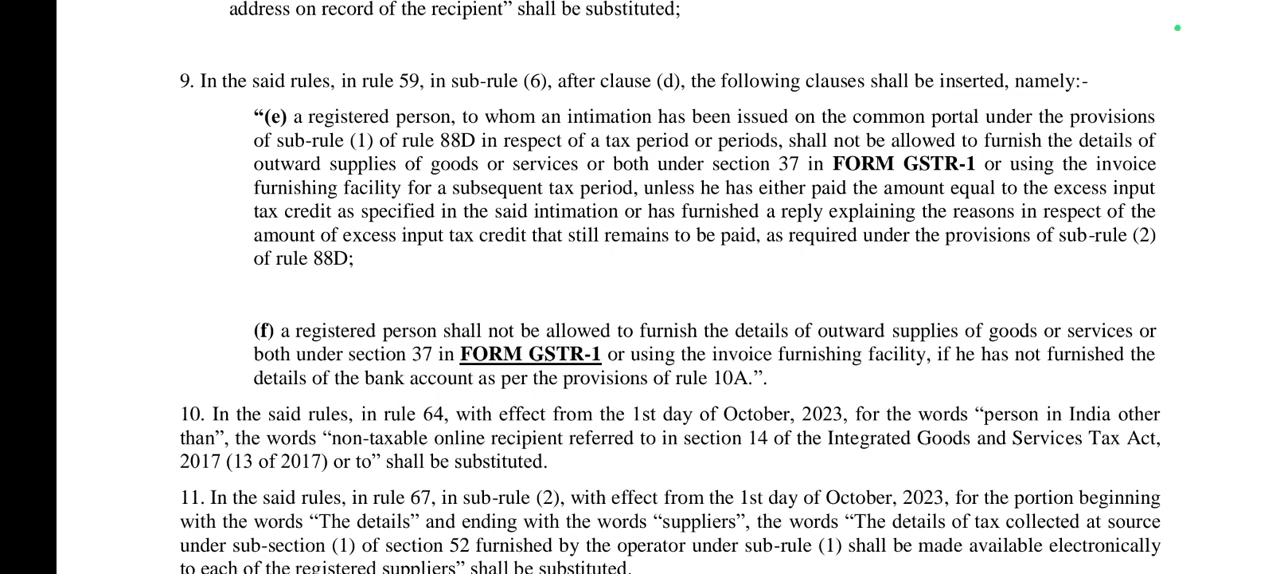 address on record of the recipient” shall be substituted;
9. In the said rules, in rule 59, in sub-rule (6), after clause (d), the following clauses shall be inserted, namely:-
“(e) a registered person, to whom an intimation has been issued on the common portal under the provisions
of sub-rule (1) of rule 88D in respect of a tax period or periods, shall not be allowed to furnish the details of
outward supplies of goods or services or both under section 37 in FORM GSTR-1 or using the invoice
furnishing facility for a subsequent tax period, unless he has either paid the amount equal to the excess input
tax credit as specified in the said intimation or has furnished a reply explaining the reasons in respect of the
amount of excess input tax credit that still remains to be paid, as required under the provisions of sub-rule (2)
of rule 88D;
(f) a registered person shall not be allowed to furnish the details of outward supplies of goods or services or
both under section 37 in FORM GSTR-1 or using the invoice furnishing facility, if he has not furnished the
details of the bank account as per the provisions of rule 10A.”.
10. In the said rules, in rule 64, with effect from the 1st day of October, 2023, for the words “person in India other
than”, the words “non-taxable online recipient referred to in section 14 of the Integrated Goods and Services Tax Act,
2017 (13 of 2017) or to” shall be substituted.
11. In the said rules, in rule 67, in sub-rule (2), with effect from the 1st day of October, 2023, for the portion beginning
with the words “The details” and ending with the words “suppliers”, the words “The details of tax collected at source
under sub-section (1) of section 52 furnished by the operator under sub-rule (1) shall be made available electronically
to each of the registered suppliers” shall be substituted.